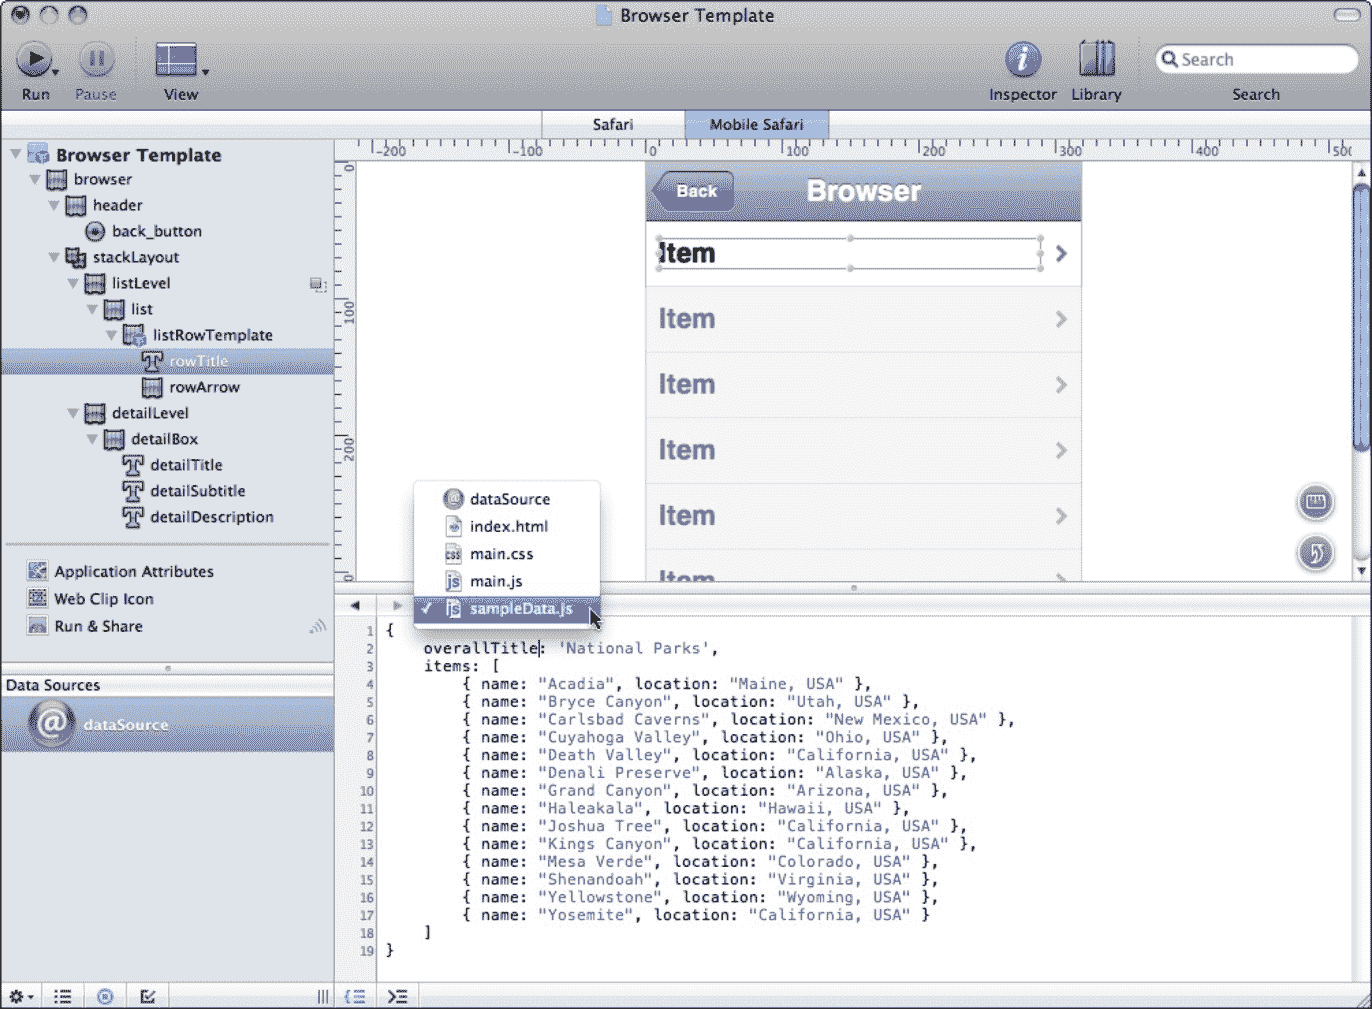 Browser Template
Run
Pause
View
Inspector
Library
Search
Search
Safari
Mobile Safari
Browser Template
browser
header
back_button
stackLayout
listLevel
list
listRowTemplate
rowTitle
rowArrow
detailLevel
detailBox
detailTitle
detailSubtitle
detailDescription
Application Attributes
Web Clip Icon
Run & Share
Data Sources
dataSource
-200 -100 0 100 200 300 400 500
0
100
200
Back
Browser
Item
Item
Item
Item
Item
Item
dataSource
index.html
main.css
main.js
sampleData.js
1 {
2 overallTitle: 'National Parks',
3 items: [
4 { name: "Acadia", location: "Maine, USA" },
5 { name: "Bryce Canyon", location: "Utah, USA" },
6 { name: "Carlsbad Caverns", location: "New Mexico, USA" },
7 { name: "Cuyahoga Valley", location: "Ohio, USA" },
8 { name: "Death Valley", location: "California, USA" },
9 { name: "Denali Preserve", location: "Alaska, USA" },
10 { name: "Grand Canyon", location: "Arizona, USA" },
11 { name: "Haleakala", location: "Hawaii, USA" },
12 { name: "Joshua Tree", location: "California, USA" },
13 { name: "Kings Canyon", location: "California, USA" },
14 { name: "Mesa Verde", location: "Colorado, USA" },
15 { name: "Shenandoah", location: "Virginia, USA" },
16 { name: "Yellowstone", location: "Wyoming, USA" },
17 { name: "Yosemite", location: "California, USA" }
18 ]
19 }